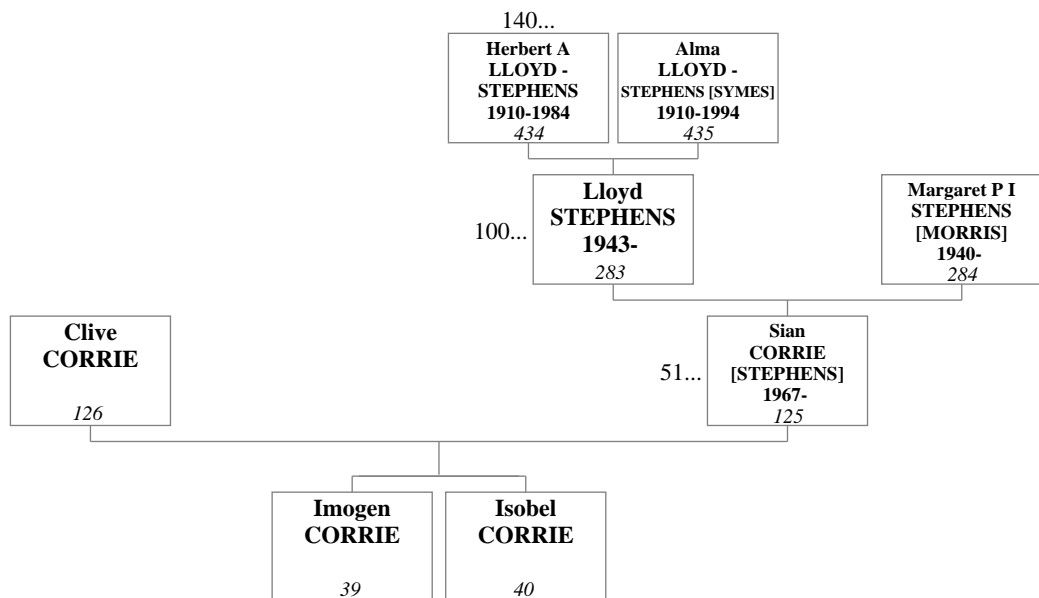 140...
Herbert A
LLOYD -
STEPHENS
1910-1984
434
Alma
LLOYD -
STEPHENS [SYMES]
1910-1994
435
100...
Lloyd
STEPHENS
1943-
283
Margaret P I
STEPHENS
[MORRIS]
1940-
284
Clive
CORRIE
126
51...
Sian
CORRIE
[STEPHENS]
1967-
125
Imogen
CORRIE
39
Isobel
CORRIE
40